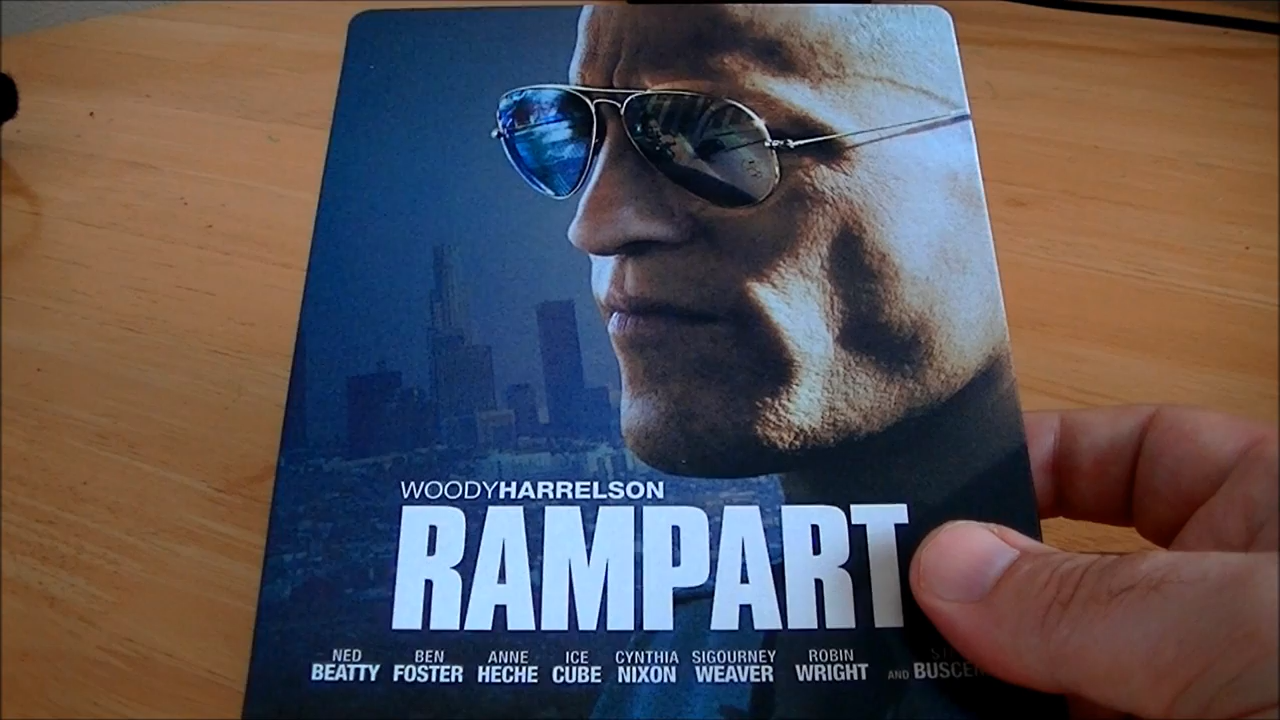 WOODYHARRELSON
RAMPART
NED BEN ANNE ICE CYNTHIA SIGOURNEY ROBIN
BEATTY FOSTER HECHE CUBE NIXON WEAVER WRIGHT AND